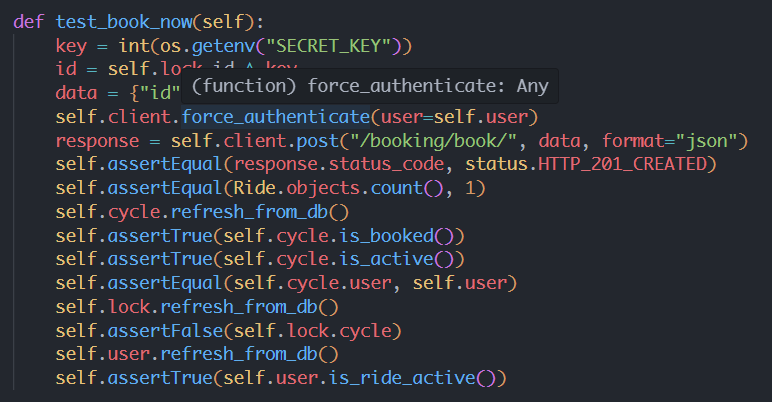 def test_book_now(self):
    key = int(os.getenv("SECRET_KEY"))
    id = self.lock.id ^ key
    data = {"id"
(function) force_authenticate: Any
    self.client.force_authenticate(user=self.user)
    response = self.client.post("/booking/book/", data, format="json")
    self.assertEqual(response.status_code, status.HTTP_201_CREATED)
    self.assertEqual(Ride.objects.count(), 1)
    self.cycle.refresh_from_db()
    self.assertTrue(self.cycle.is_booked())
    self.assertTrue(self.cycle.is_active())
    self.assertEqual(self.cycle.user, self.user)
    self.lock.refresh_from_db()
    self.assertFalse(self.lock.cycle)
    self.user.refresh_from_db()
    self.assertTrue(self.user.is_ride_active())